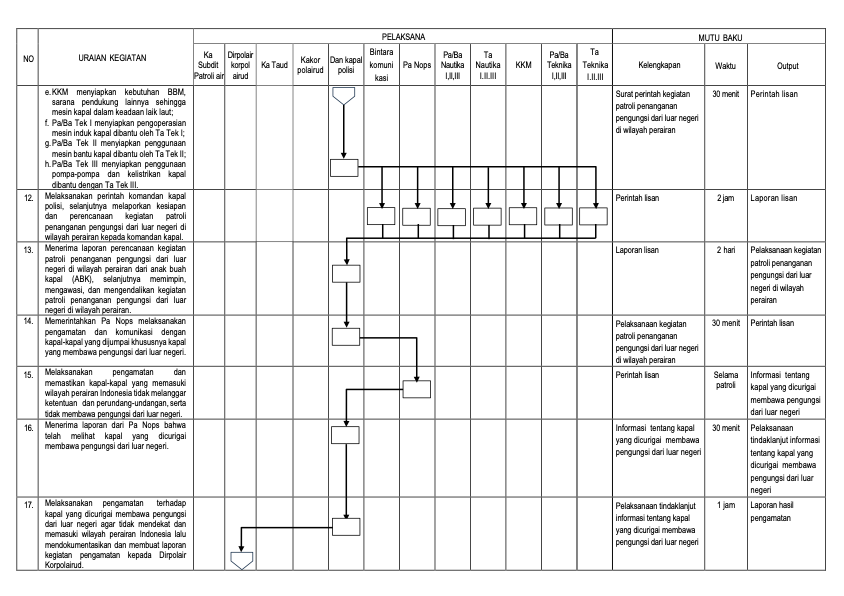 PELAKSANA
MUTU BAKU
NO
URAIAN KEGIATAN
Ka
Subdit
Patroli air
Dirpolair
korpol
airud
Ka Taud
Kakor
polairud
Dan kapal
polisi
Bintara
komuni
kasi
Pa Nops
Pa/Ba
Nautika
I,II,III
Ta
Nautika
I.II.III
KKM
Pa/Ba
Teknika
I,II,III
Ta
Teknika
I.II.III
Kelengkapan
Waktu
Output
e.KKM menyiapkan kebutuhan BBM,
sarana pendukung lainnya sehingga
mesin kapal dalam keadaan laik laut;
f. Pa/Ba Tek I menyiapkan pengoperasian
mesin induk kapal dibantu oleh Ta Tek I;
g.Pa/Ba Tek II menyiapkan penggunaan
mesin bantu kapal dibantu oleh Ta Tek II;
h.Pa/Ba Tek III menyiapkan penggunaan
pompa-pompa dan kelistrikan kapal
dibantu dengan Ta Tek III.
Surat perintah kegiatan
patroli penanganan
pengungsi dari luar negeri
di wilayah perairan
30 menit
Perintah lisan
12.
Melaksanakan perintah komandan kapal
polisi, selanjutnya melaporkan kesiapan
dan perencanaan kegiatan patroli
penanganan pengungsi dari luar negeri di
wilayah perairan kepada komandan kapal.
Perintah lisan
2 jam
Laporan lisan
13.
Menerima laporan perencanaan kegiatan
patroli penanganan pengungsi dari luar
negeri di wilayah perairan dari anak buah
kapal (ABK), selanjutnya memimpin,
mengawasi, dan mengendalikan kegiatan
patroli penanganan pengungsi dari luar
negeri di wilayah perairan.
Laporan lisan
2 hari
Pelaksanaan kegiatan
patroli penanganan
pengungsi dari luar
negeri di wilayah
perairan
14.
Memerintahkan Pa Nops melaksanakan
pengamatan dan komunikasi dengan
kapal-kapal yang dijumpai khususnya kapal
yang membawa pengungsi dari luar negeri.
Pelaksanaan kegiatan
patroli penanganan
pengungsi dari luar negeri
di wilayah perairan
30 menit
Perintah lisan
15.
Melaksanakan pengamatan dan
memastikan kapal-kapal yang memasuki
wilayah perairan Indonesia tidak melanggar
ketentuan dan perundang-undangan, serta
tidak membawa pengungsi dari luar negeri.
Perintah lisan
Selama
patroli
Informasi tentang
kapal yang dicurigai
membawa pengungsi
dari luar negeri
16.
Menerima laporan dari Pa Nops bahwa
telah melihat kapal yang dicurigai
membawa pengungsi dari luar negeri.
Informasi tentang kapal
yang dicurigai membawa
pengungsi dari luar negeri
30 menit
Pelaksanaan
tindaklanjut informasi
tentang kapal yang
dicurigai membawa
pengungsi dari luar
negeri
17.
Melaksanakan pengamatan terhadap
kapal yang dicurigai membawa pengungsi
dari luar negeri agar tidak mendekat dan
memasuki wilayah perairan Indonesia lalu
mendokumentasikan dan membuat laporan
kegiatan pengamatan kepada Dirpolair
Korpolairud.
Pelaksanaan tindaklanjut
informasi tentang kapal
yang dicurigai membawa
pengungsi dari luar negeri
1 jam
Laporan hasil
pengamatan